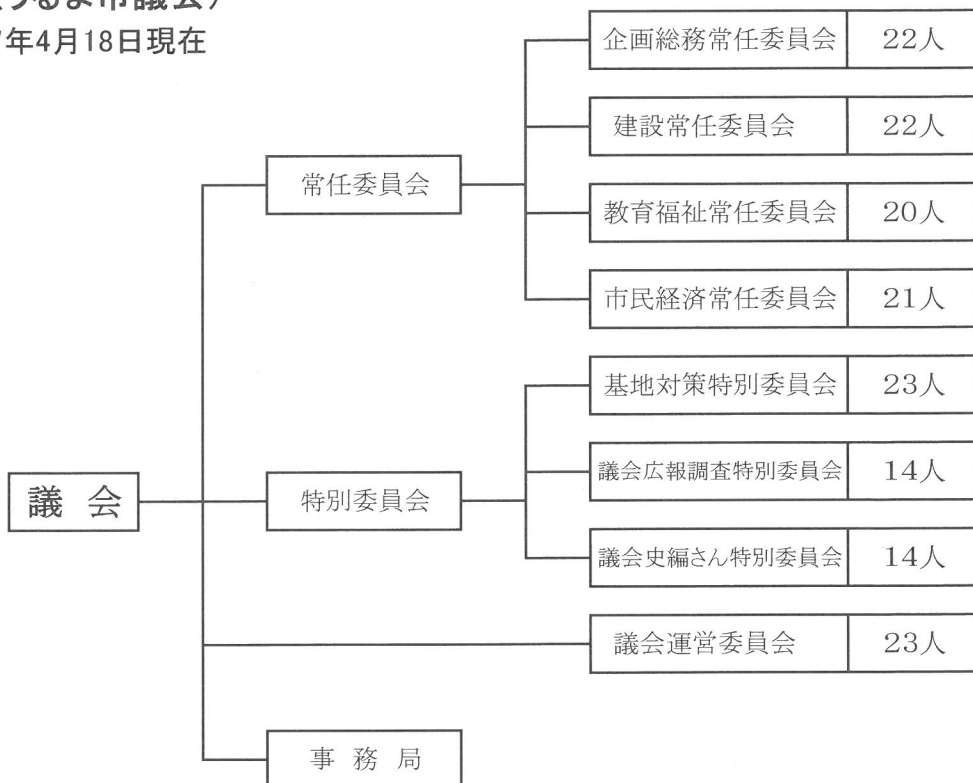 うるま市議会)
年4月18日現在
企画総務常任委員会 22人
建設常任委員会 22人
常任委員会
教育福祉常任委員会 20人
市民経済常任委員会 21人
基地対策特別委員会 23人
議会広報調査特別委員会 14人
議会 特別委員会
議会史編さん特別委員会 14人
議会運営委員会 23人
事務局